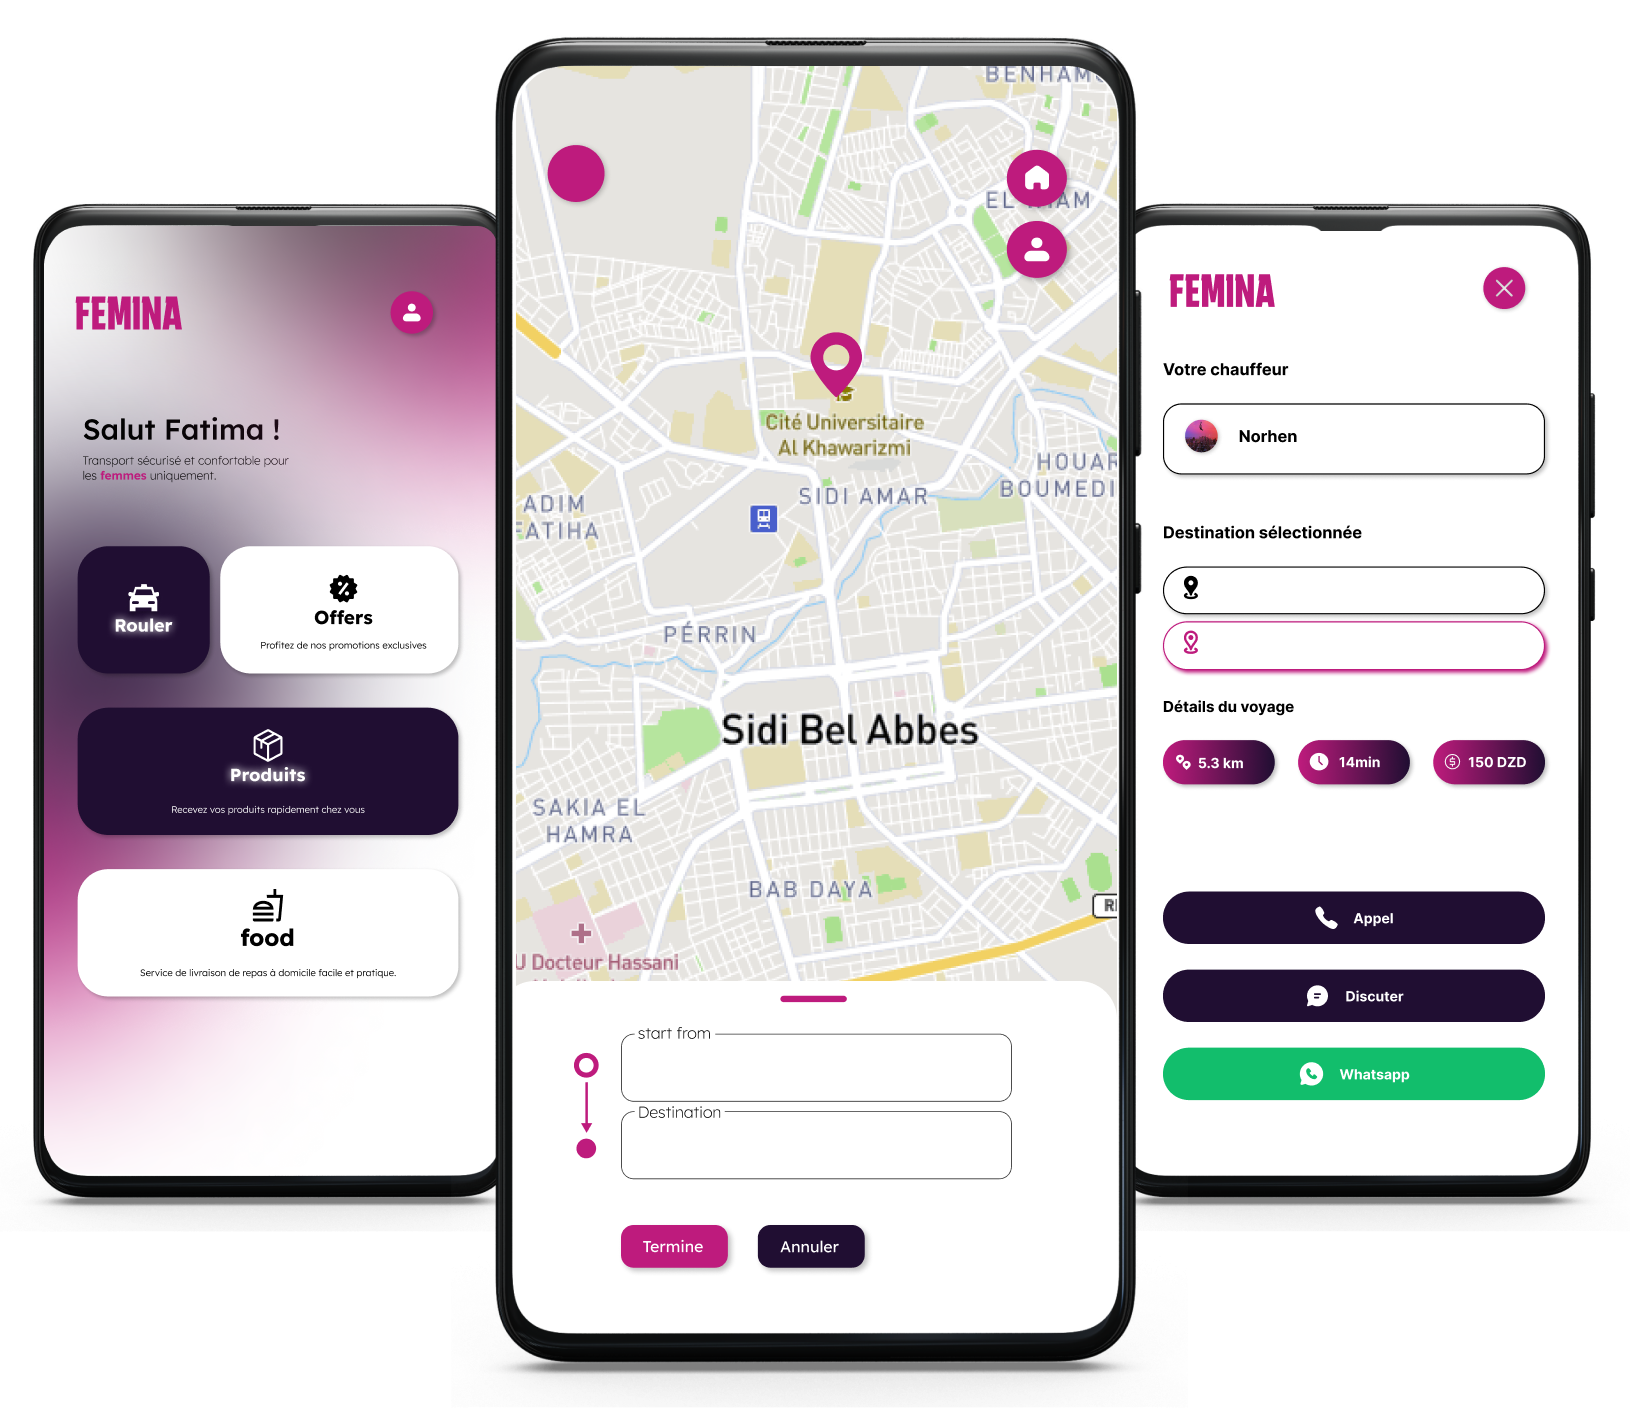 FEMINA
Salut Fatima !
Transport sécurisé et confortable pour
les femmes uniquement.
Rouler
Offers
Profitez de nos promotions exclusives
Produits
Recevez vos produits rapidement chez vous
food
Service de livraison de repas à domicile facile et pratique.
EL
AM
Cité Universitaire
Al Khawarizmi
SIDI AMAR
HOUAR
BOUMEDI
ADIM
FATIHA
PÉRRIN
Sidi Bel Abbès
SAKIA EL
HAMRA
BAB DAYA
U Docteur Hassani
start from
Destination
Termine
Annuler
FEMINA
Votre chauffeur
Norhen
Destination sélectionnée
Détails du voyage
5.3 km
14min
150 DZD
Appel
Discuter
Whatsapp